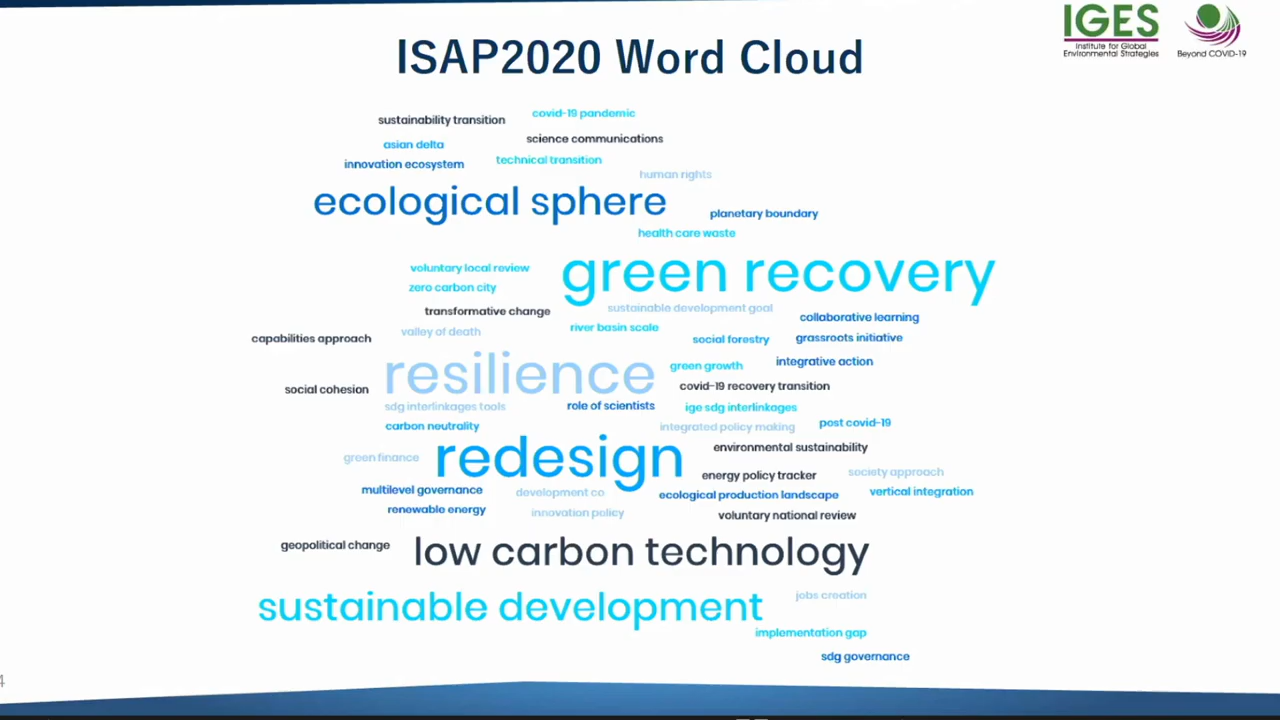 IGES
Institute for Global
Environmental Strategies
Beyond COVID-19
ISAP2020 Word Cloud
covid-19 pandemic
sustainability transition
science communications
asian delta
technical transition
innovation ecosystem
human rights
ecological sphere
planetary boundary
health care waste
voluntary local review
green recovery
zero carbon city
sustainable development goal
transformative change
collaborative learning
river basin scale
valley of death
capabilities approach
social forestry
grassroots initiative
integrative action
green growth
resilience
covid-19 recovery transition
social cohesion
sdg interlinkages tools
role of scientists
ige sdg interlinkages
carbon neutrality
integrated policy making
post covid-19
environmental sustainability
green finance
redesign
energy policy tracker
society approach
multilevel governance
development co
ecological production landscape
vertical integration
renewable energy
innovation policy
voluntary national review
geopolitical change
low carbon technology
jobs creation
sustainable development
implementation gap
sdg governance
4